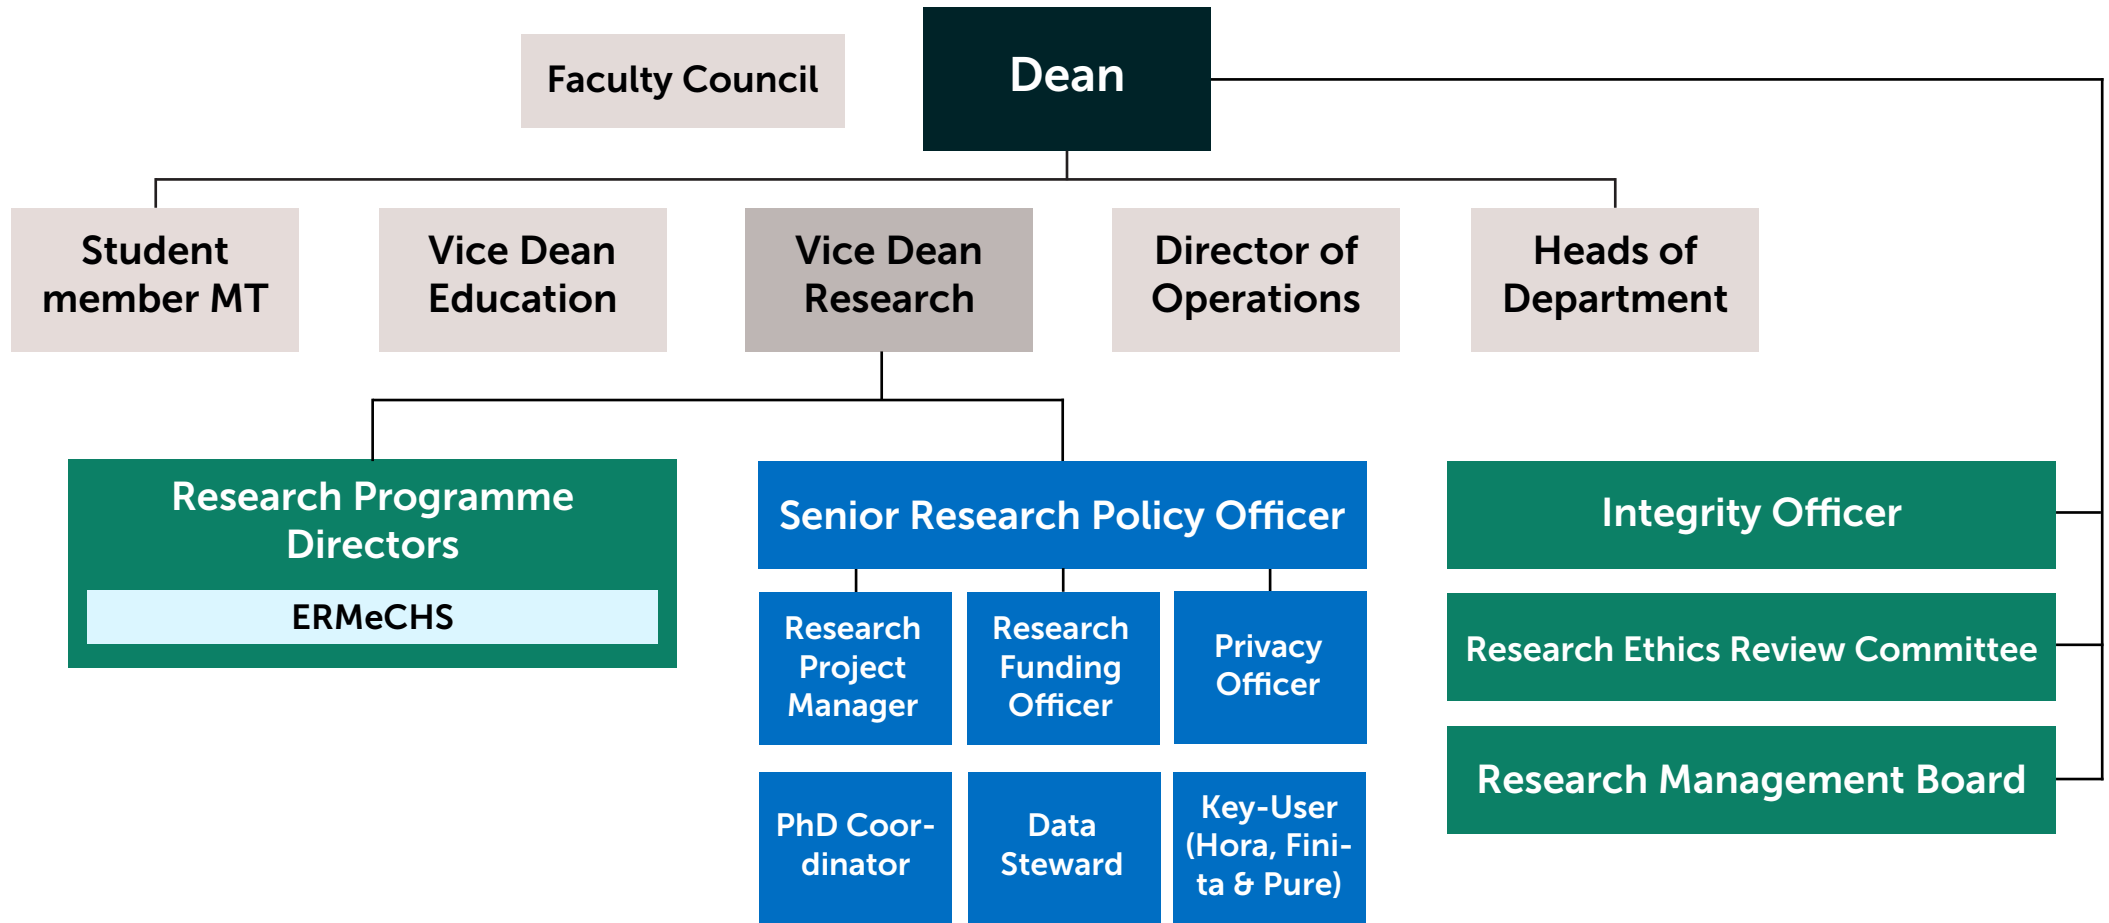 Faculty Council
Dean
Student
member MT
Vice Dean
Education
Vice Dean
Research
Director of
Operations
Heads of
Department
Research Programme
Directors
ERMeCHS
Senior Research Policy Officer
Research
Project
Manager
Research
Funding
Officer
Privacy
Officer
PhD Coor-
dinator
Data
Steward
Key-User
(Hora, Fini-
ta & Pure)
Integrity Officer
Research Ethics Review Committee
Research Management Board